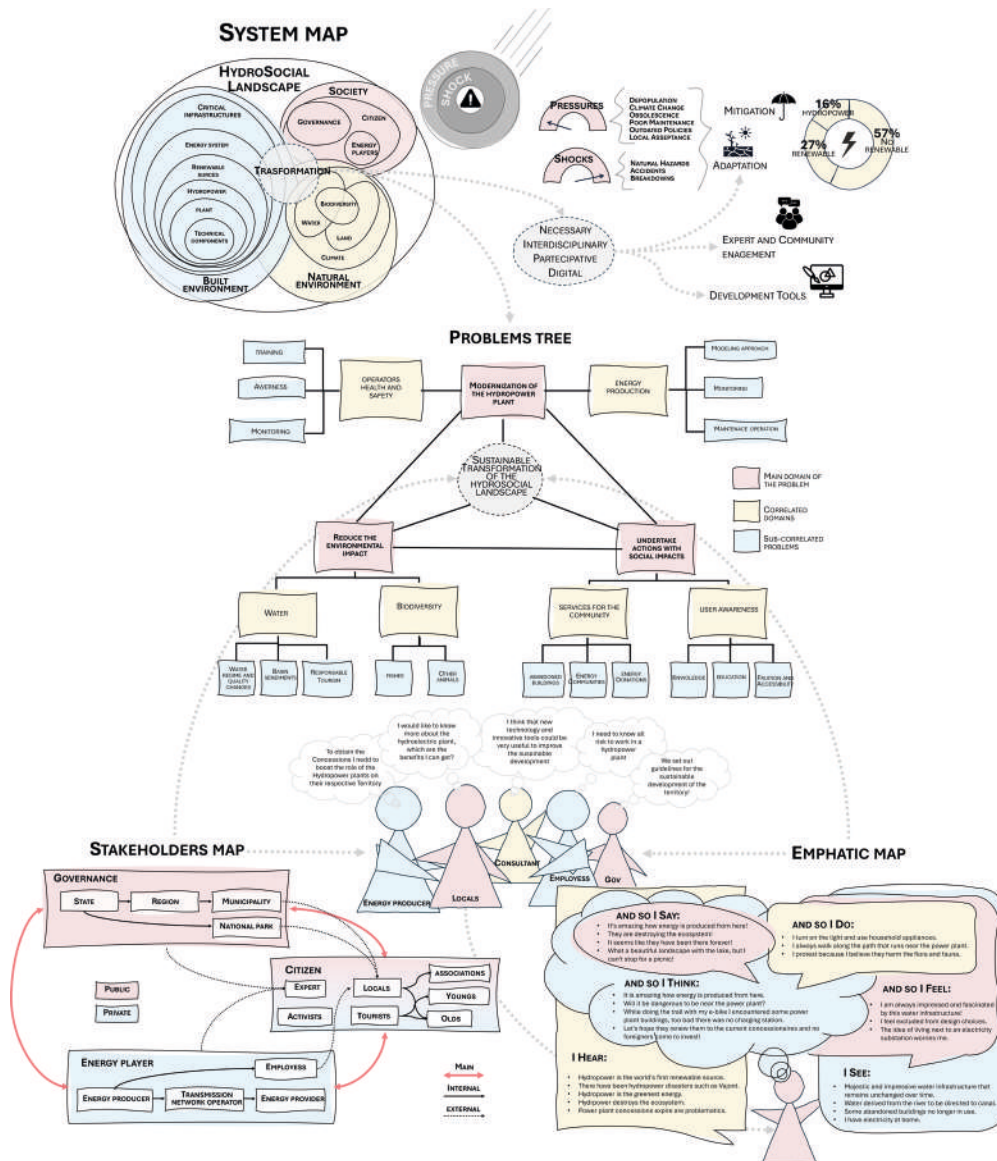 SYSTEM MAP
HYDROSOCIAL
LANDSCAPE
SOCIETY
CRITICAL
INFRASTRUCTURES
GOVERNANCE
CITIZEN
ENERGY
PLAYERS
ENERGY SYSTEM
RENEWABLE
SURCES
TRASFORMATION
HYDROPOWER
PLANT
BIODIVERSITY
WATER
LAND
TECHNICAL
COMPONENTS
CLIMATE
BUILT
ENVIRONMENT
NATURAL
ENVIRONMENT
PRESSURE
SHOCK
PRESSURES
DEPOPULATION
CLIMATE CHANGE
OBSOLESCENCE
POOR MAINTENANCE
OUTDATED POLICIES
LOCAL ASSEPTANCE
SHOCKS
NATURAL HAZARDS
ACCIDENTS
BREAKDOWNS
MITIGATION
ADAPTATION
16%
HYDROPOWER
57%
NO
RENEWABLE
27%
RENEWABLE
NECESSARY
INTERDISCIPLINARY
PARTECIPATIVE
DIGITAL
EXPERT AND COMMUNITY
ENAGEMENT
DEVELOPMENT TOOLS
PROBLEMS TREE
TRAINING
AWERNESS
MONITORING
OPERATORS
HEALTH AND
SAFETY
MODERNIZATION OF
THE HYDROPOWER
PLANT
ENERGY
PRODUCTION
MODELING APPROACH
MONITORING
MAINTENACE OPERATION
SUSTAINABLE
TRANSFORMATION
OF THE
HYDROSOCIAL
LANDSCAPE
MAIN DOMAIN OF
THE PROBLEM
CORRELATED
DOMAINS
SUB-CORRELATED
PROBLEMS
REDUCE THE
ENVIRONMENTAL
IMPACT
UNDERTAKE
ACTIONS WITH
SOCIAL IMPACTS
WATER
BIODIVERSITY
SERVICES FOR THE
COMMUNITY
USER AWARENESS
WATER
REGIME AND
QUALITY
CHANGES
BASIN
SENDIMENTS
RESPONSABLE
TOURISM
FISHES
OTHER
ANIMALS
ABANDONED
BUILDINGS
ENERGY
COMMUNITIES
ENERGY
DONATIONS
KNOWLEDGE
EDUCATION
FRUITION AND
ACCESSIBILITY
To obtain the
Concessions I nedd to
boost the role of the
Hydropower plants on
their respective Territory
I would like to know
more about the
hydroelectric plant,
which are the
benefits I can get?
I think that new
technology and
innovative tools could be
very useful to improve
the sustainable
development
I need to know all
risk to work in a
hydropower
plant
We set out
guidelines for the
sustainable
development of the
territory!
ENERGY PRODUCER
LOCALS
CONSULTANT
EMPLOYESS
GOV
STAKEHOLDERS MAP
GOVERNANCE
STATE
REGION
MUNICIPALITY
NATIONAL PARK
CITIZEN
EXPERT
LOCALS
ASSOCIATIONS
YOUNGS
OLDS
ACTIVISTS
TOURISTS
PUBLIC
PRIVATE
ENERGY PLAYER
EMPLOYESS
ENERGY PRODUCER
TRANSMISSION
NETWORK OPERATOR
ENERGY PROVIDER
MAIN
INTERNAL
EXTERNAL
EMPHATIC MAP
AND SO I SAY:
• It's amazing how energy is produced from here!
• They are destroying the ecosystem!
• It seems like they have been there forever!
• What a beautiful landscape with the lake, but I
can't stop for a picnic!
AND SO I DO:
• I turn on the light and use household appliances.
• I always walk along the path that runs near the power plant.
• I protest because I believe they harm the flora and fauna.
AND SO I THINK:
• It is amazing how energy is produced from here.
• Will it be dangerous to be near the power plant?
• While doing the trail with my e-bike I encountered some power
plant buildings, too bad there was no charging station.
• Let's hope they renew them to the current concessionaires and no
foreigners come to invest!
AND SO I FEEL:
• I am always impressed and fascinated
by this water infrastructure!
• I feel excluded from design choices.
• The idea of living next to an electricity
substation worries me.
I HEAR:
• Hydropower is the world's first renewable source.
• There have been hydropower disasters such as Vajont.
• Hydropower is the greenest energy.
• Hydropower destroys the ecosystem.
• Power plant concessions expire are problematics.
I SEE:
• Majestic and impressive water infrastructure that
remains unchanged over time.
• Water derived from the river to be directed to canals.
• Some abandoned buildings no longer in use.
• I have electricity at home.